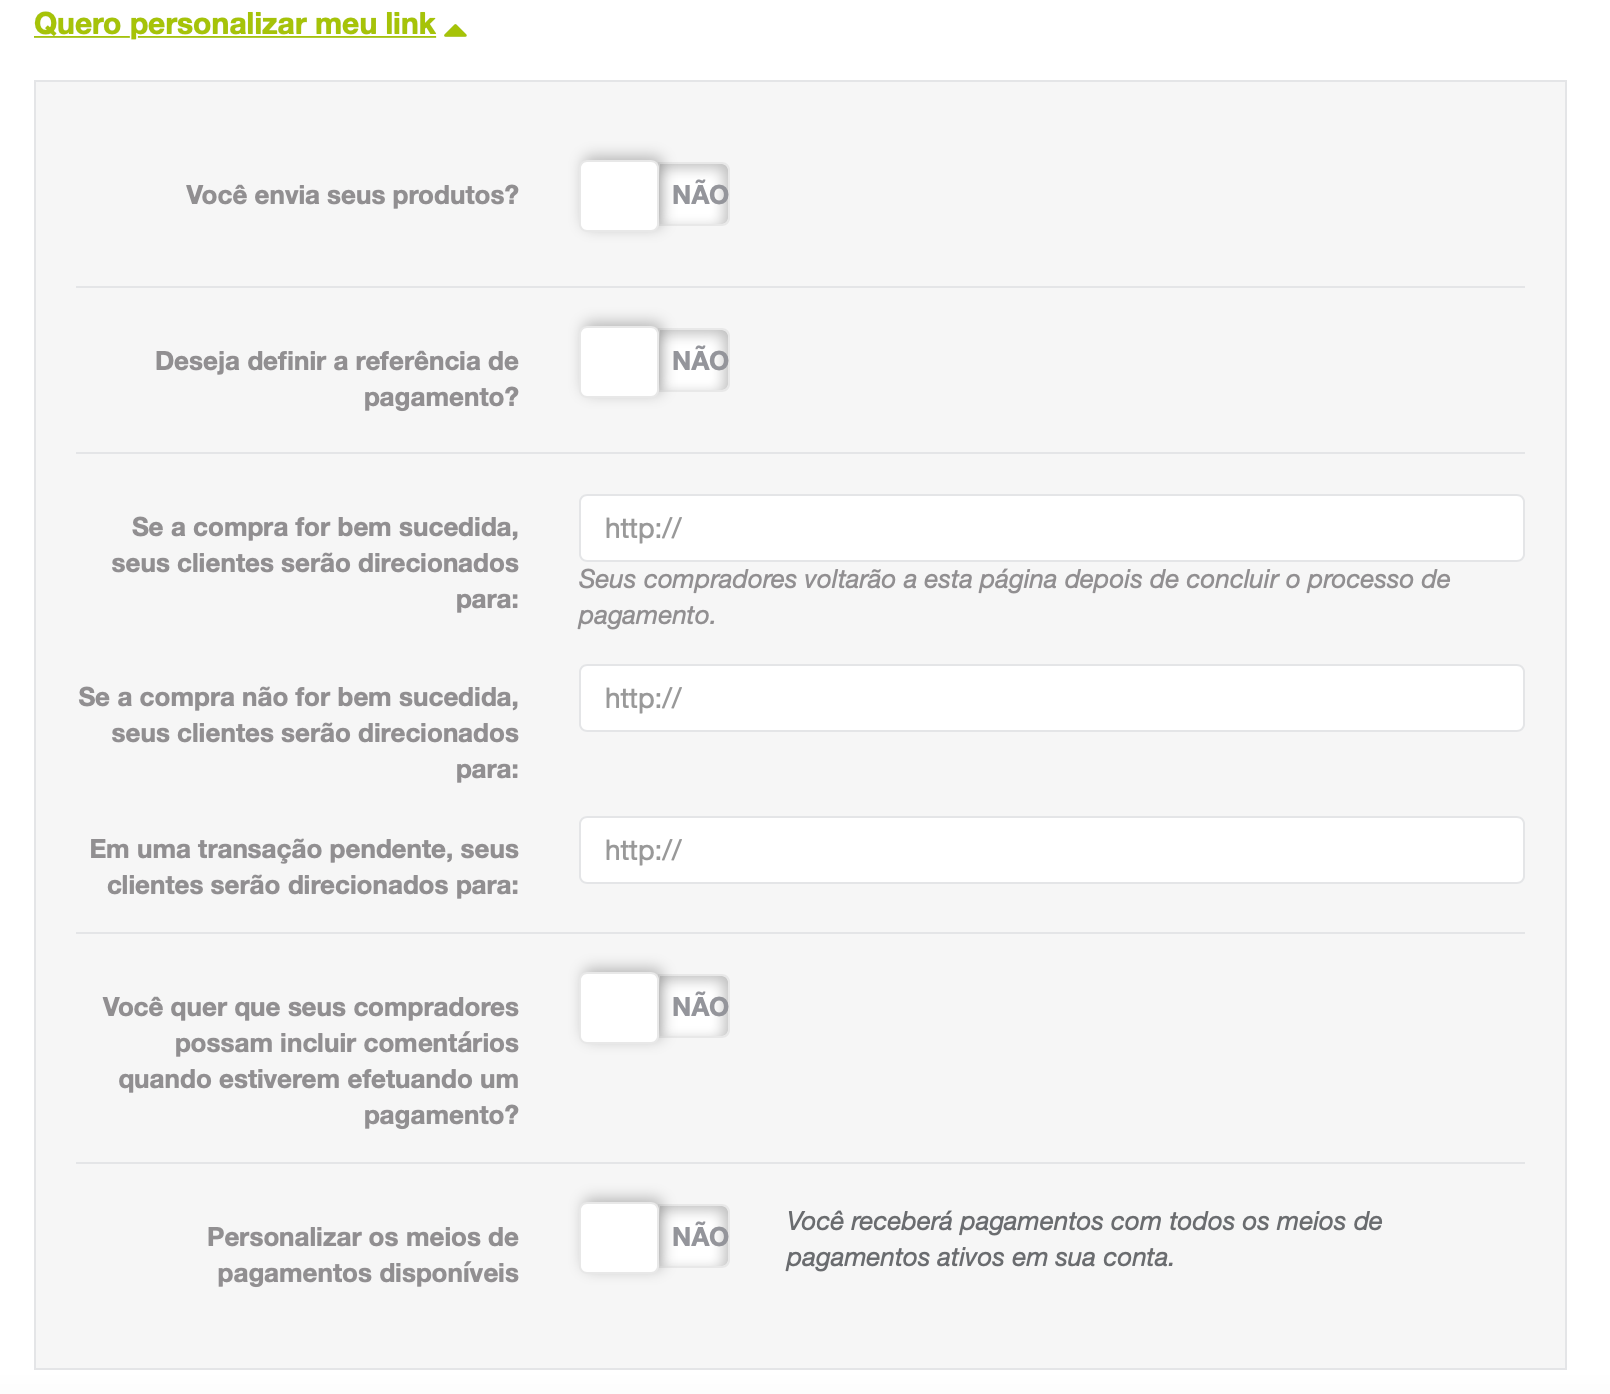 Quero personalizar meu link
Você envia seus produtos?
NÃO
Deseja definir a referência de
pagamento?
NÃO
Se a compra for bem sucedida,
seus clientes serão direcionados
para:
http://
Seus compradores voltarão a esta página depois de concluir o processo de
pagamento.
Se a compra não for bem sucedida,
seus clientes serão direcionados
para:
http://
Em uma transação pendente, seus
clientes serão direcionados para:
http://
Você quer que seus compradores
possam incluir comentários
quando estiverem efetuando um
pagamento?
NÃO
Personalizar os meios de
pagamentos disponíveis
NÃO
Você receberá pagamentos com todos os meios de
pagamentos ativos em sua conta.